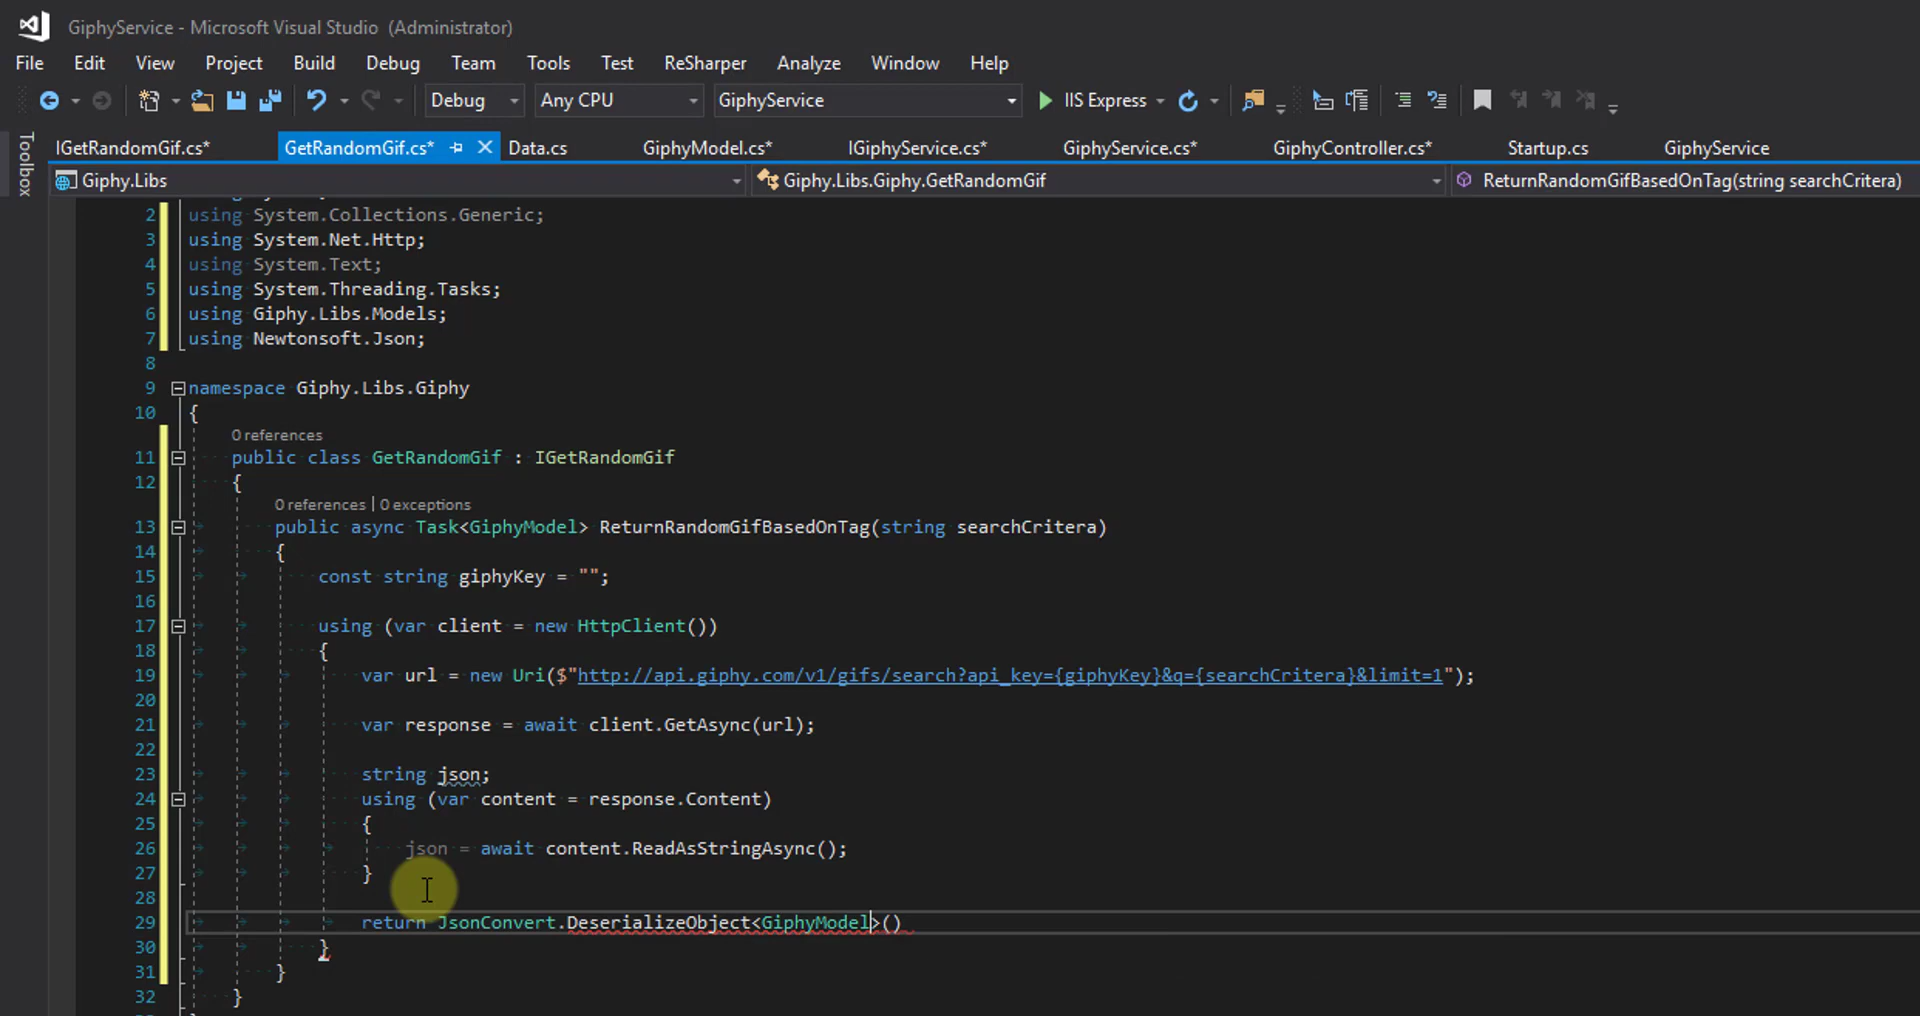 GiphyService - Microsoft Visual Studio (Administrator)
File Edit View Project Build Debug Team Tools Test ReSharper Analyze Window Help
Debug Any CPU GiphyService IIS Express
Toolbox
IGetRandomGif.cs* GetRandomGif.cs* Data.cs GiphyModel.cs* IGiphyService.cs* GiphyService.cs* GiphyController.cs* Startup.cs GiphyService
Giphy.Libs Giphy.Libs.Giphy.GetRandomGif ReturnRandomGifBasedOnTag(string searchCritera)
2 using System.Collections.Generic;
3 using System.Net.Http;
4 using System.Text;
5 using System.Threading.Tasks;
6 using Giphy.Libs.Models;
7 using Newtonsoft.Json;
8
9 namespace Giphy.Libs.Giphy
10 {
0 references
11 public class GetRandomGif : IGetRandomGif
12 {
0 references | 0 exceptions
13 public async Task<GiphyModel> ReturnRandomGifBasedOnTag(string searchCritera)
14 {
15 const string giphyKey = "";
16
17 using (var client = new HttpClient())
18 {
19 var url = new Uri($"http://api.giphy.com/v1/gifs/search?api_key={giphyKey}&q={searchCritera}&limit=1");
20
21 var response = await client.GetAsync(url);
22
23 string json;
24 using (var content = response.Content)
25 {
26 json = await content.ReadAsStringAsync();
27 }
28
29 return JsonConvert.DeserializeObject<GiphyModel>()
30 }
31 }
32 }